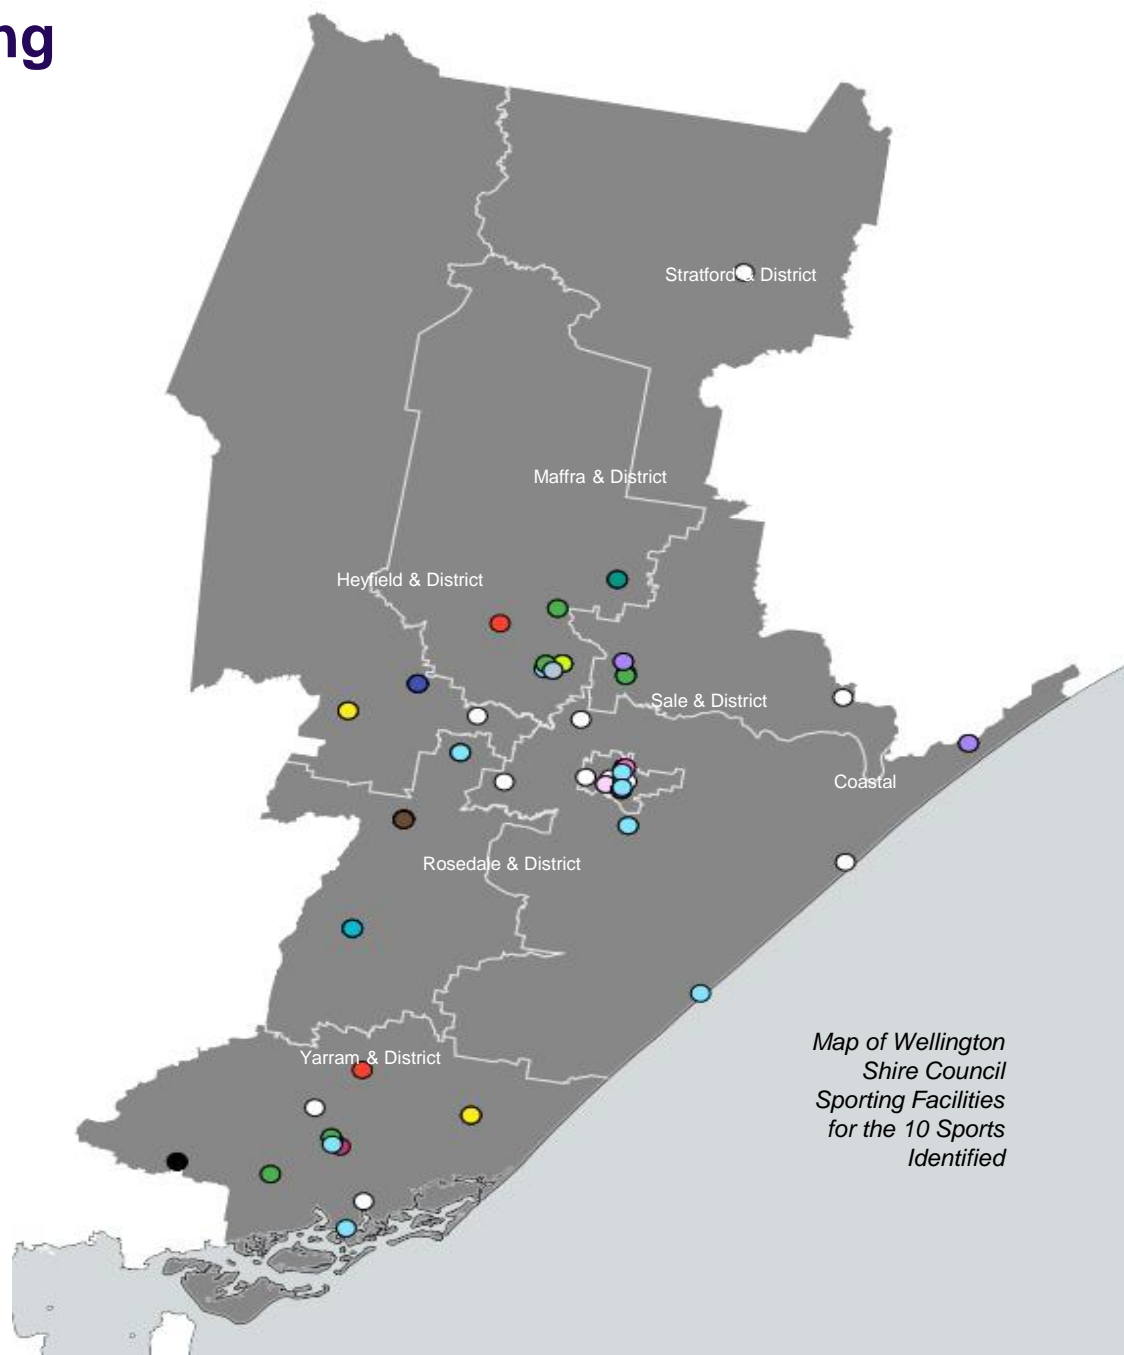 ng
Stratford & District
Maffra & District
Heyfield & District
Sale & District
Coastal
Rosedale & District
Yarram & District
Map of Wellington
Shire Council
Sporting Facilities
for the 10 Sports
Identified